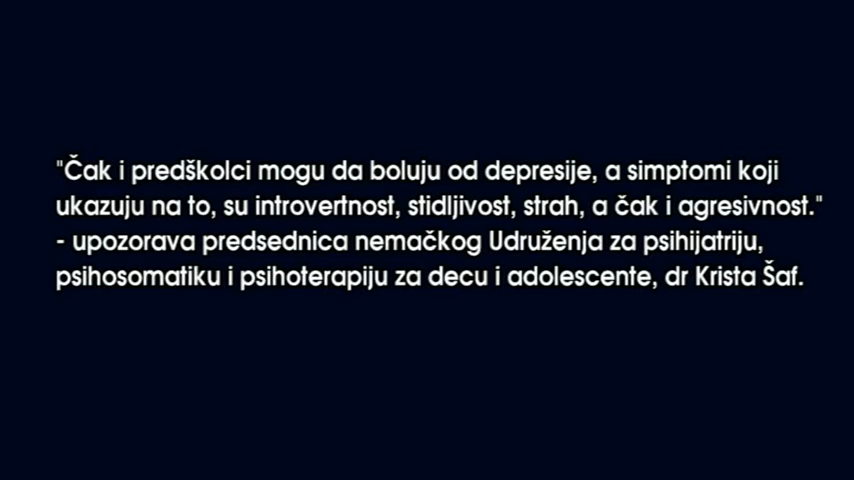 "Čak i predškolci mogu da boluju od depresije, a simptomi koji
ukazuju na to, su introvertnost, stidljivost, strah, a čak i agresivnost."
- upozorava predsednica nemačkog Udruženja za psihijatriju,
psihosomatiku i psihoterapiju za decu i adolescente, dr Krista Šaf.